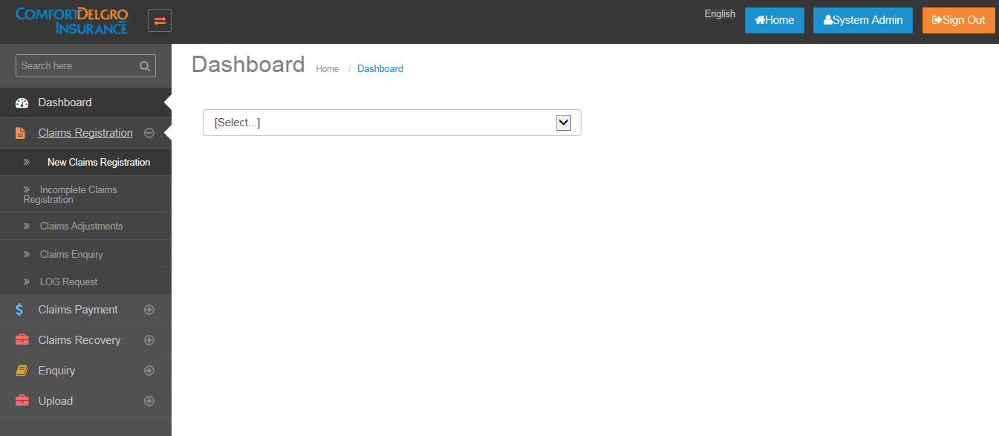 COMFORTDELGRO
INSURANCE
English
Home
System Admin
Sign Out
Search here
Dashboard
Home / Dashboard
[Select...]
Dashboard
Claims Registration
New Claims Registration
Incomplete Claims
Registration
Claims Adjustments
Claims Enquiry
LOG Request
Claims Payment
Claims Recovery
Enquiry
Upload